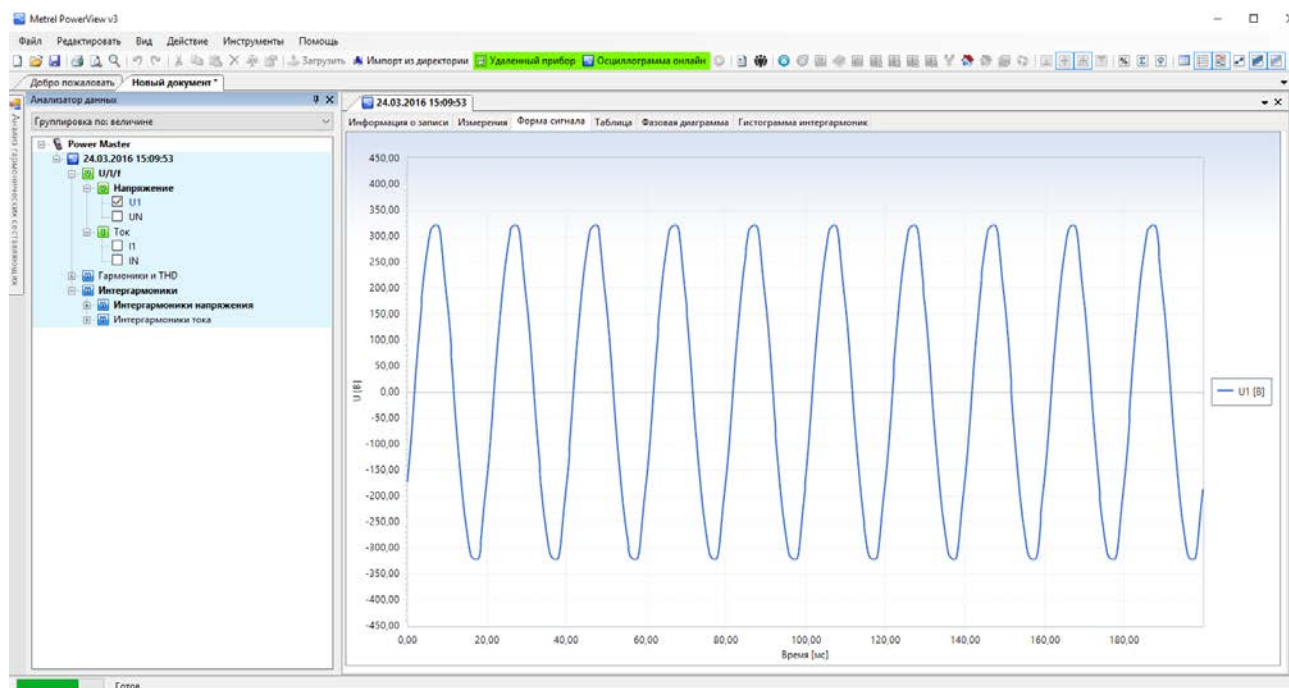 Metrel PowerView v3
Файл Редактировать Вид Действие Инструменты Помощь
Загрузить Импорт из директории Удаленный прибор Осциллограмма онлайн
Добро пожаловать Новый документ *
Анализатор данных
Группировка по: величине
Power Master
24.03.2016 15:09:53
U/I/f
Напряжение
U1
UN
Ток
I1
IN
Гармоники и THD
Интергармоники
Интергармоники напряжения
Интергармоники тока
Анализ гармонических составляющих
24.03.2016 15:09:53
Информация о записи Измерения Форма сигнала Таблица Фазовая диаграмма Гистограмма интергармоник
450,00
400,00
350,00
300,00
250,00
200,00
150,00
100,00
50,00
0,00
-50,00
-100,00
-150,00
-200,00
-250,00
-300,00
-350,00
-400,00
-450,00
U [В]
0,00 20,00 40,00 60,00 80,00 100,00 120,00 140,00 160,00 180,00
Время [мс]
U1 [В]
Готов